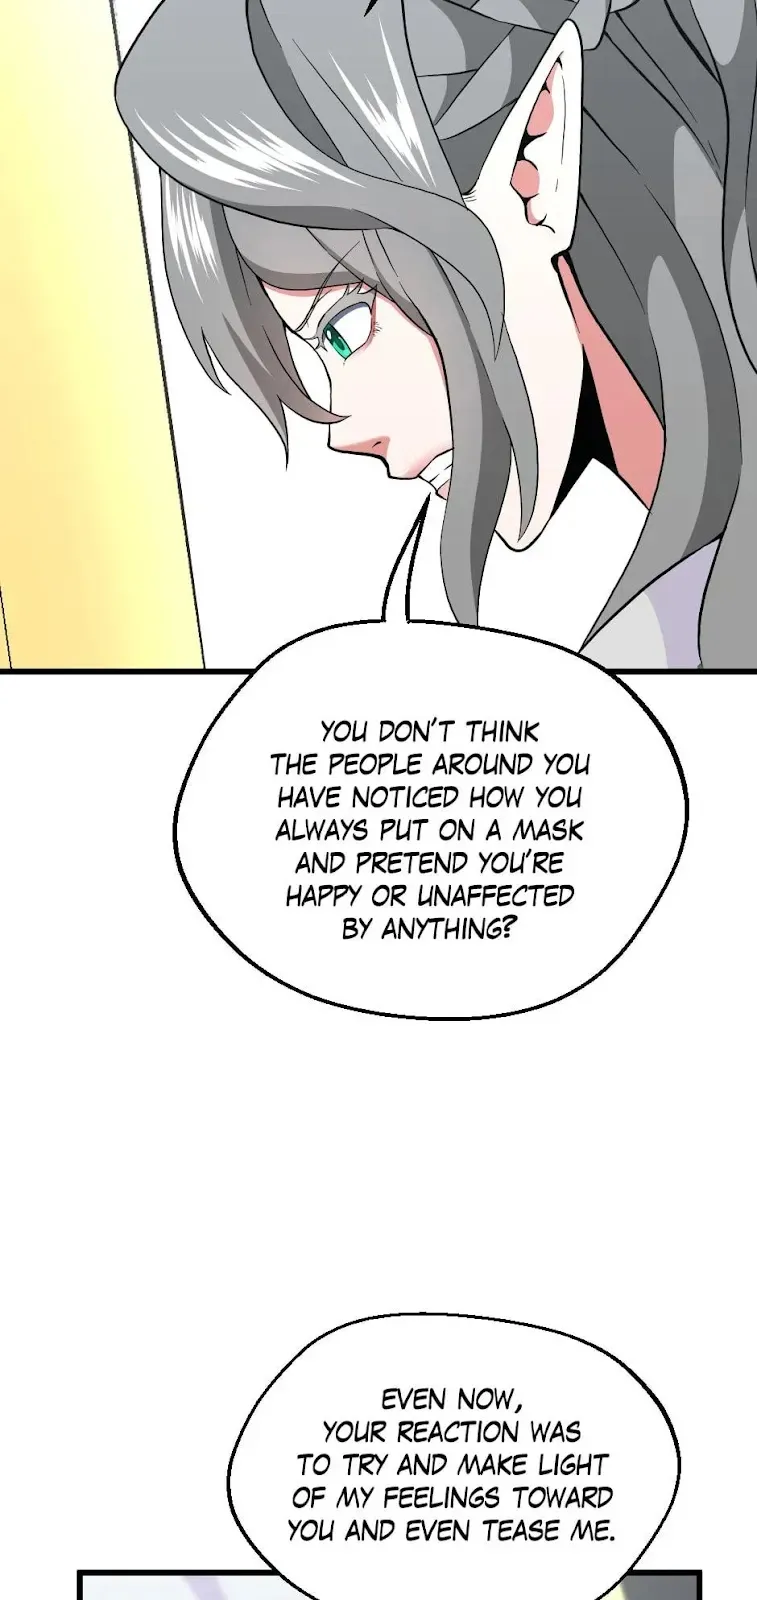 YOU DON'T THINK
THE PEOPLE AROUND YOU
HAVE NOTICED HOW YOU
ALWAYS PUT ON A MASK
AND PRETEND YOU'RE
HAPPY OR UNAFFECTED
BY ANYTHING?
EVEN NOW,
YOUR REACTION WAS
TO TRY AND MAKE LIGHT
OF MY FEELINGS TOWARD
YOU AND EVEN TEASE ME.